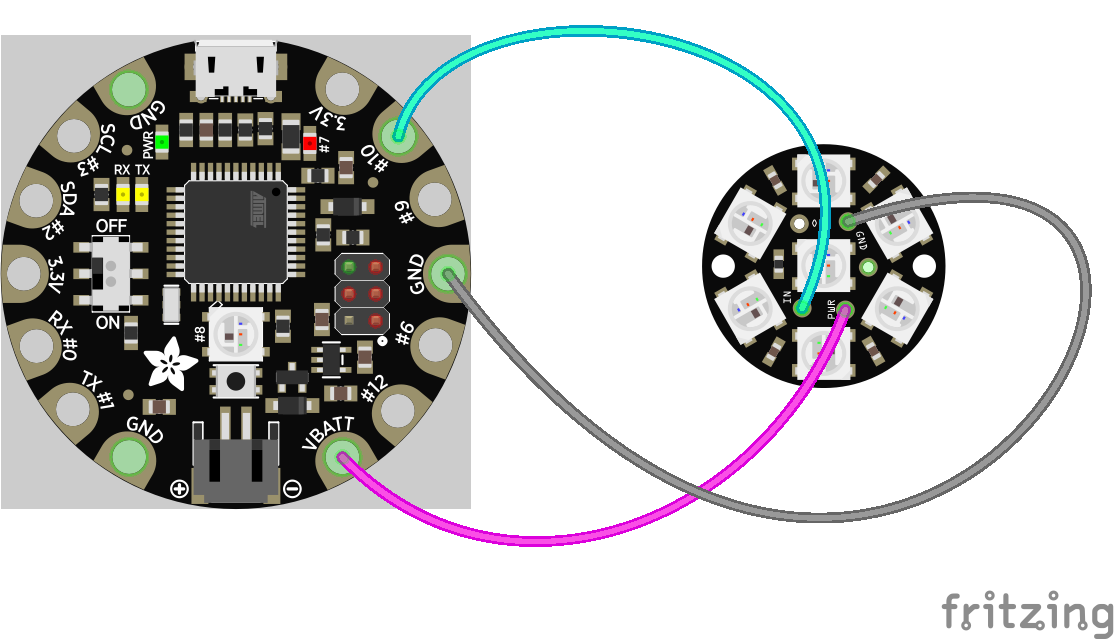 GND
3.3V
SCL #3
PWR
#7
#10
RX TX
SDA #2
#9
OFF
3.3V
GND
ON
#8
RX #0
#6
TX #1
#12
GND
VBATT
ATMEL
GND
IN
PWR
fritzing